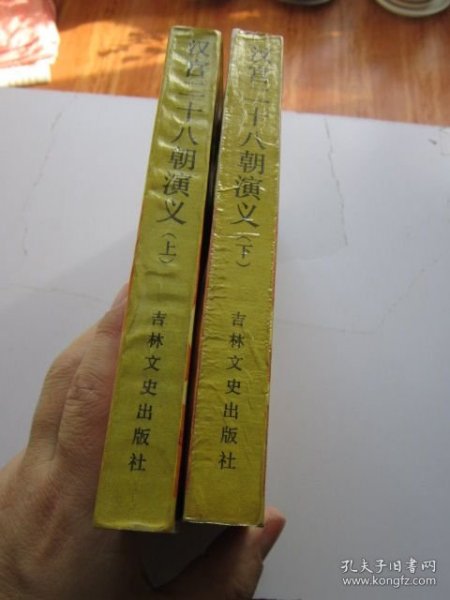 汉宫二十八朝演义（上）
吉林文史出版社
汉宫二十八朝演义（下）
吉林文史出版社
孔夫子旧书网
www.kongfz.com